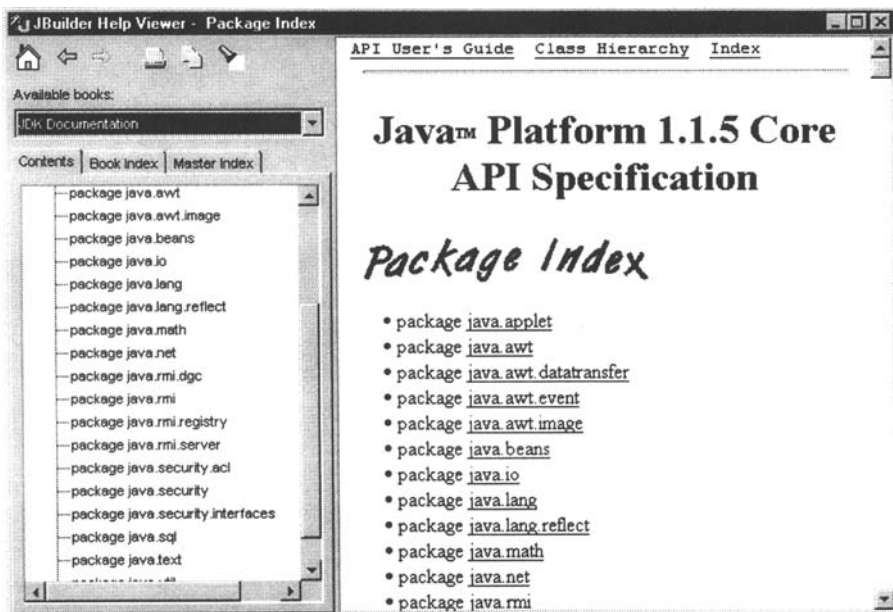 JBuilder Help Viewer - Package Index
Available books:
JDK Documentation
Contents
Book Index
Master Index
package java.awt
package java.awt.image
package java.beans
package java.io
package java.lang
package java.lang.reflect
package java.math
package java.net
package java.rmi.dgc
package java.rmi
package java.rmi.registry
package java.rmi.server
package java.security.acl
package java.security
package java.security.interfaces
package java.sql
package java.text
package java.util
API User's Guide Class Hierarchy Index
Java™ Platform 1.1.5 Core
API Specification
Package Index
• package java.applet
• package java.awt
• package java.awt.datatransfer
• package java.awt.event
• package java.awt.image
• package java.beans
• package java.io
• package java.lang
• package java.lang.reflect
• package java.math
• package java.net
• package java.rmi